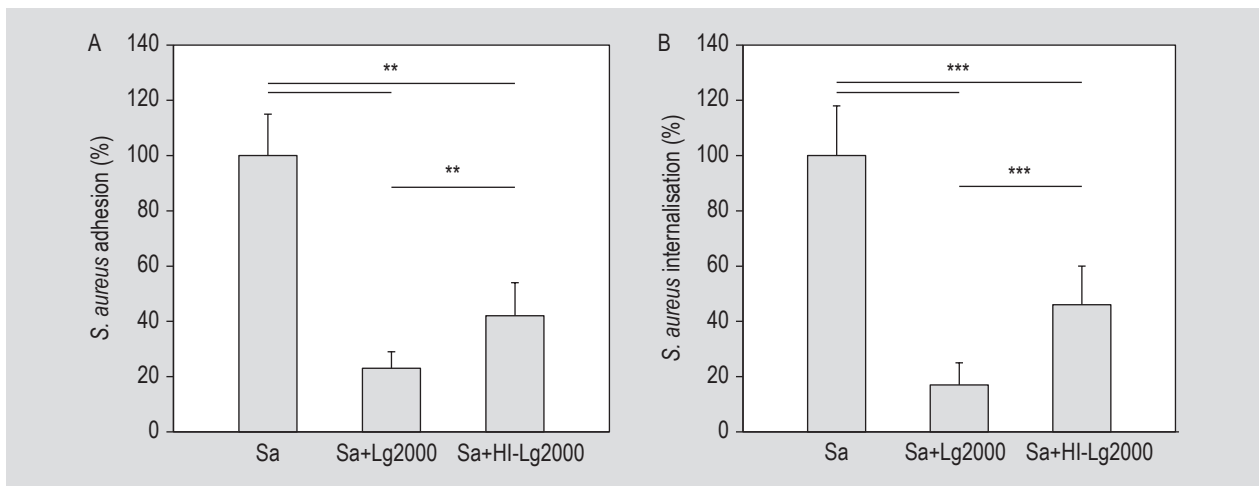 A
S. aureus adhesion (%)
140
120
100
80
60
40
20
0
**
**
Sa
Sa+Lg2000
Sa+HI-Lg2000
B
S. aureus internalisation (%)
140
120
100
80
60
40
20
0
***
***
Sa
Sa+Lg2000
Sa+HI-Lg2000